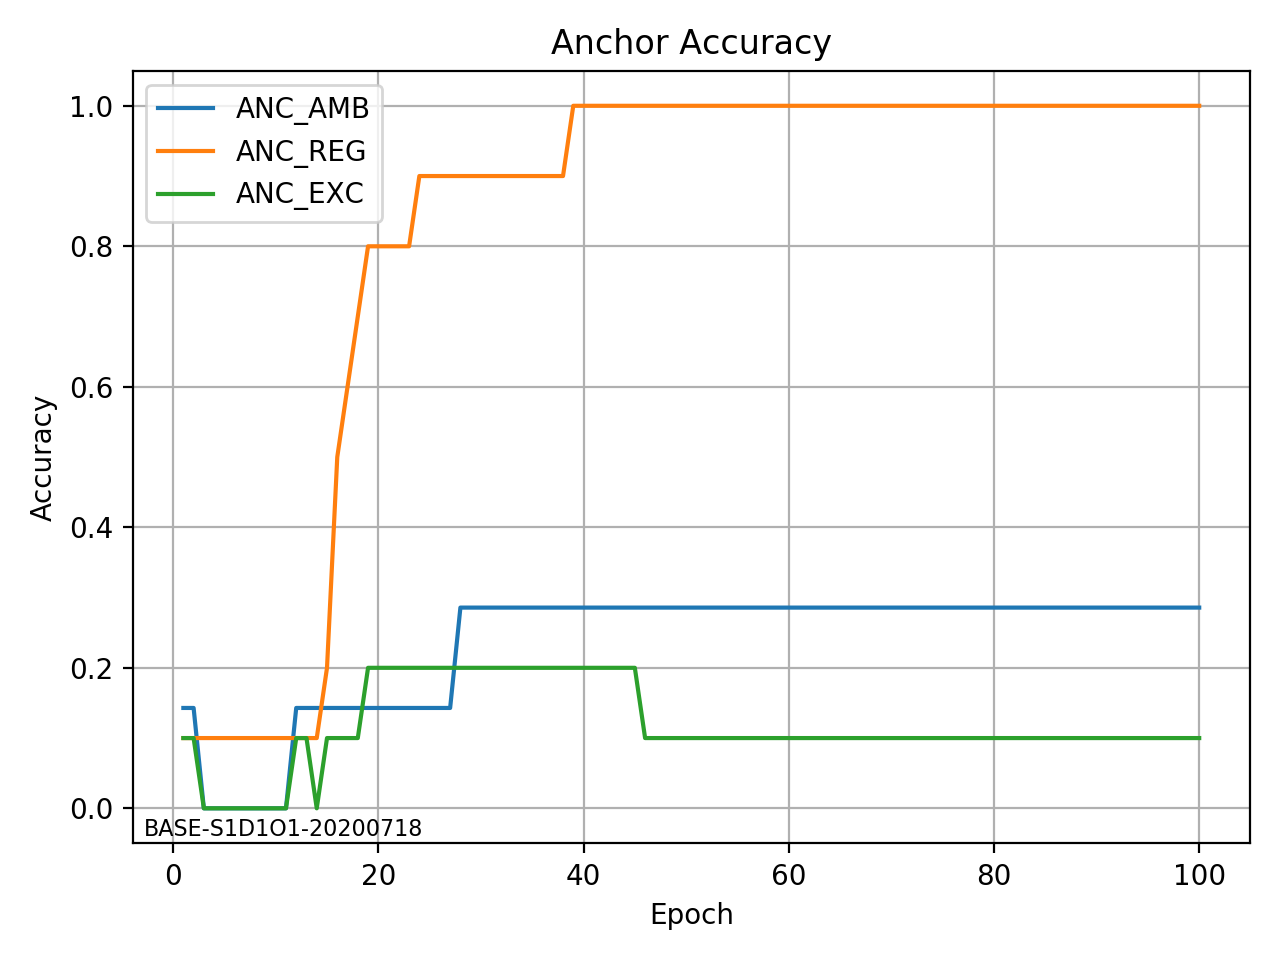 Anchor Accuracy
ANC_AMB
ANC_REG
ANC_EXC
1.0
0.8
0.6
0.4
0.2
0.0
Accuracy
BASE-S1D1O1-20200718
0 20 40 60 80 100
Epoch